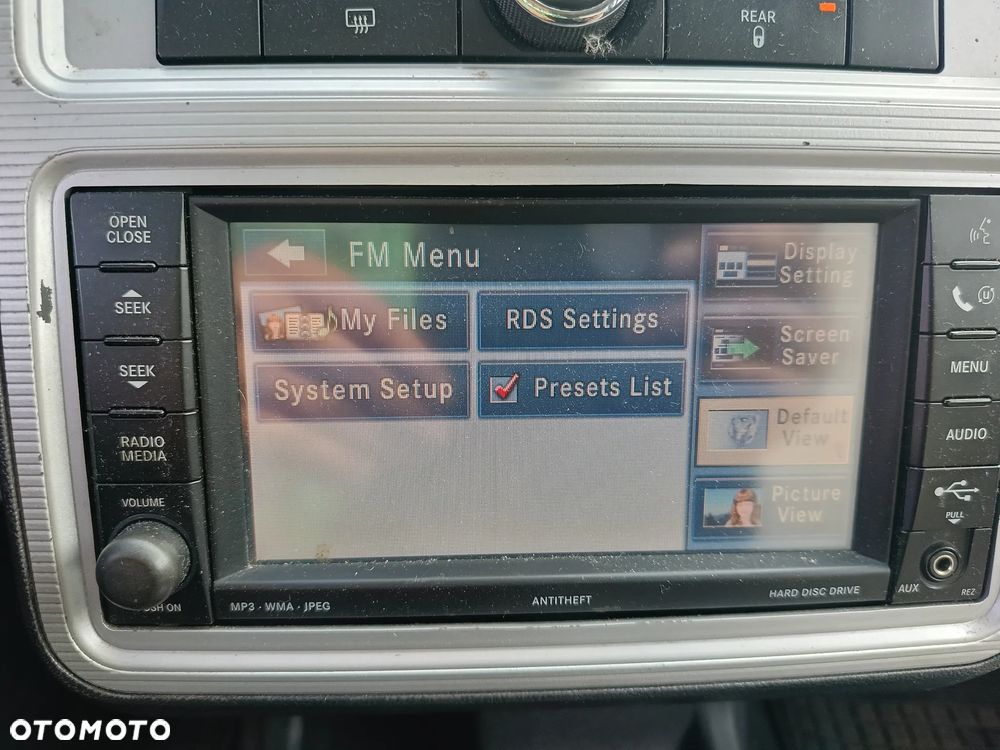 REAR
OPEN
CLOSE
SEEK
SEEK
RADIO
MEDIA
VOLUME
FM Menu
My Files
RDS Settings
System Setup
Presets List
Display
Setting
Screen
Saver
Default
View
Picture
View
MENU
AUDIO
PULL
AUX
REZ
MP3 · WMA · JPEG
ANTITHEFT
HARD DISC DRIVE
ON
OTOMOTO